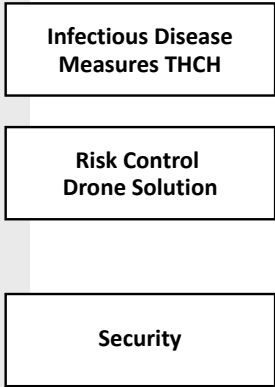 Infectious Disease
Measures THCH
Risk Control
Drone Solution
Security